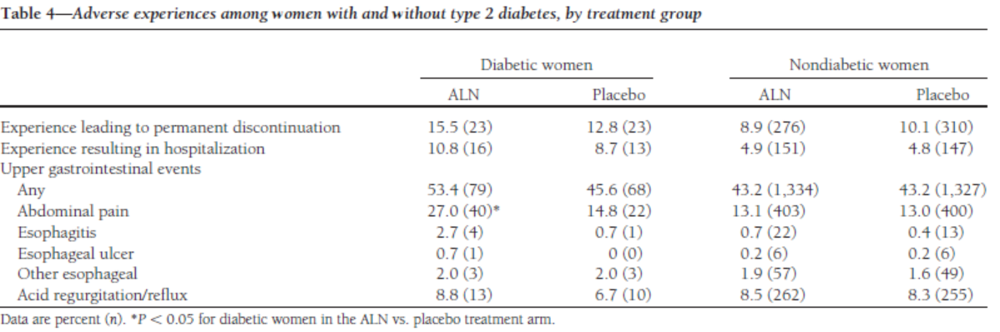 Table 4—Adverse experiences among women with and without type 2 diabetes, by treatment group
Diabetic women Nondiabetic women
ALN Placebo ALN Placebo
Experience leading to permanent discontinuation 15.5 (23) 12.8 (23) 8.9 (276) 10.1 (310)
Experience resulting in hospitalization 10.8 (16) 8.7 (13) 4.9 (151) 4.8 (147)
Upper gastrointestinal events
Any 53.4 (79) 45.6 (68) 43.2 (1,334) 43.2 (1,327)
Abdominal pain 27.0 (40)* 14.8 (22) 13.1 (403) 13.0 (400)
Esophagitis 2.7 (4) 0.7 (1) 0.7 (22) 0.4 (13)
Esophageal ulcer 0.7 (1) 0 (0) 0.2 (6) 0.2 (6)
Other esophageal 2.0 (3) 2.0 (3) 1.9 (57) 1.6 (49)
Acid regurgitation/reflux 8.8 (13) 6.7 (10) 8.5 (262) 8.3 (255)
Data are percent (n). *P < 0.05 for diabetic women in the ALN vs. placebo treatment arm.